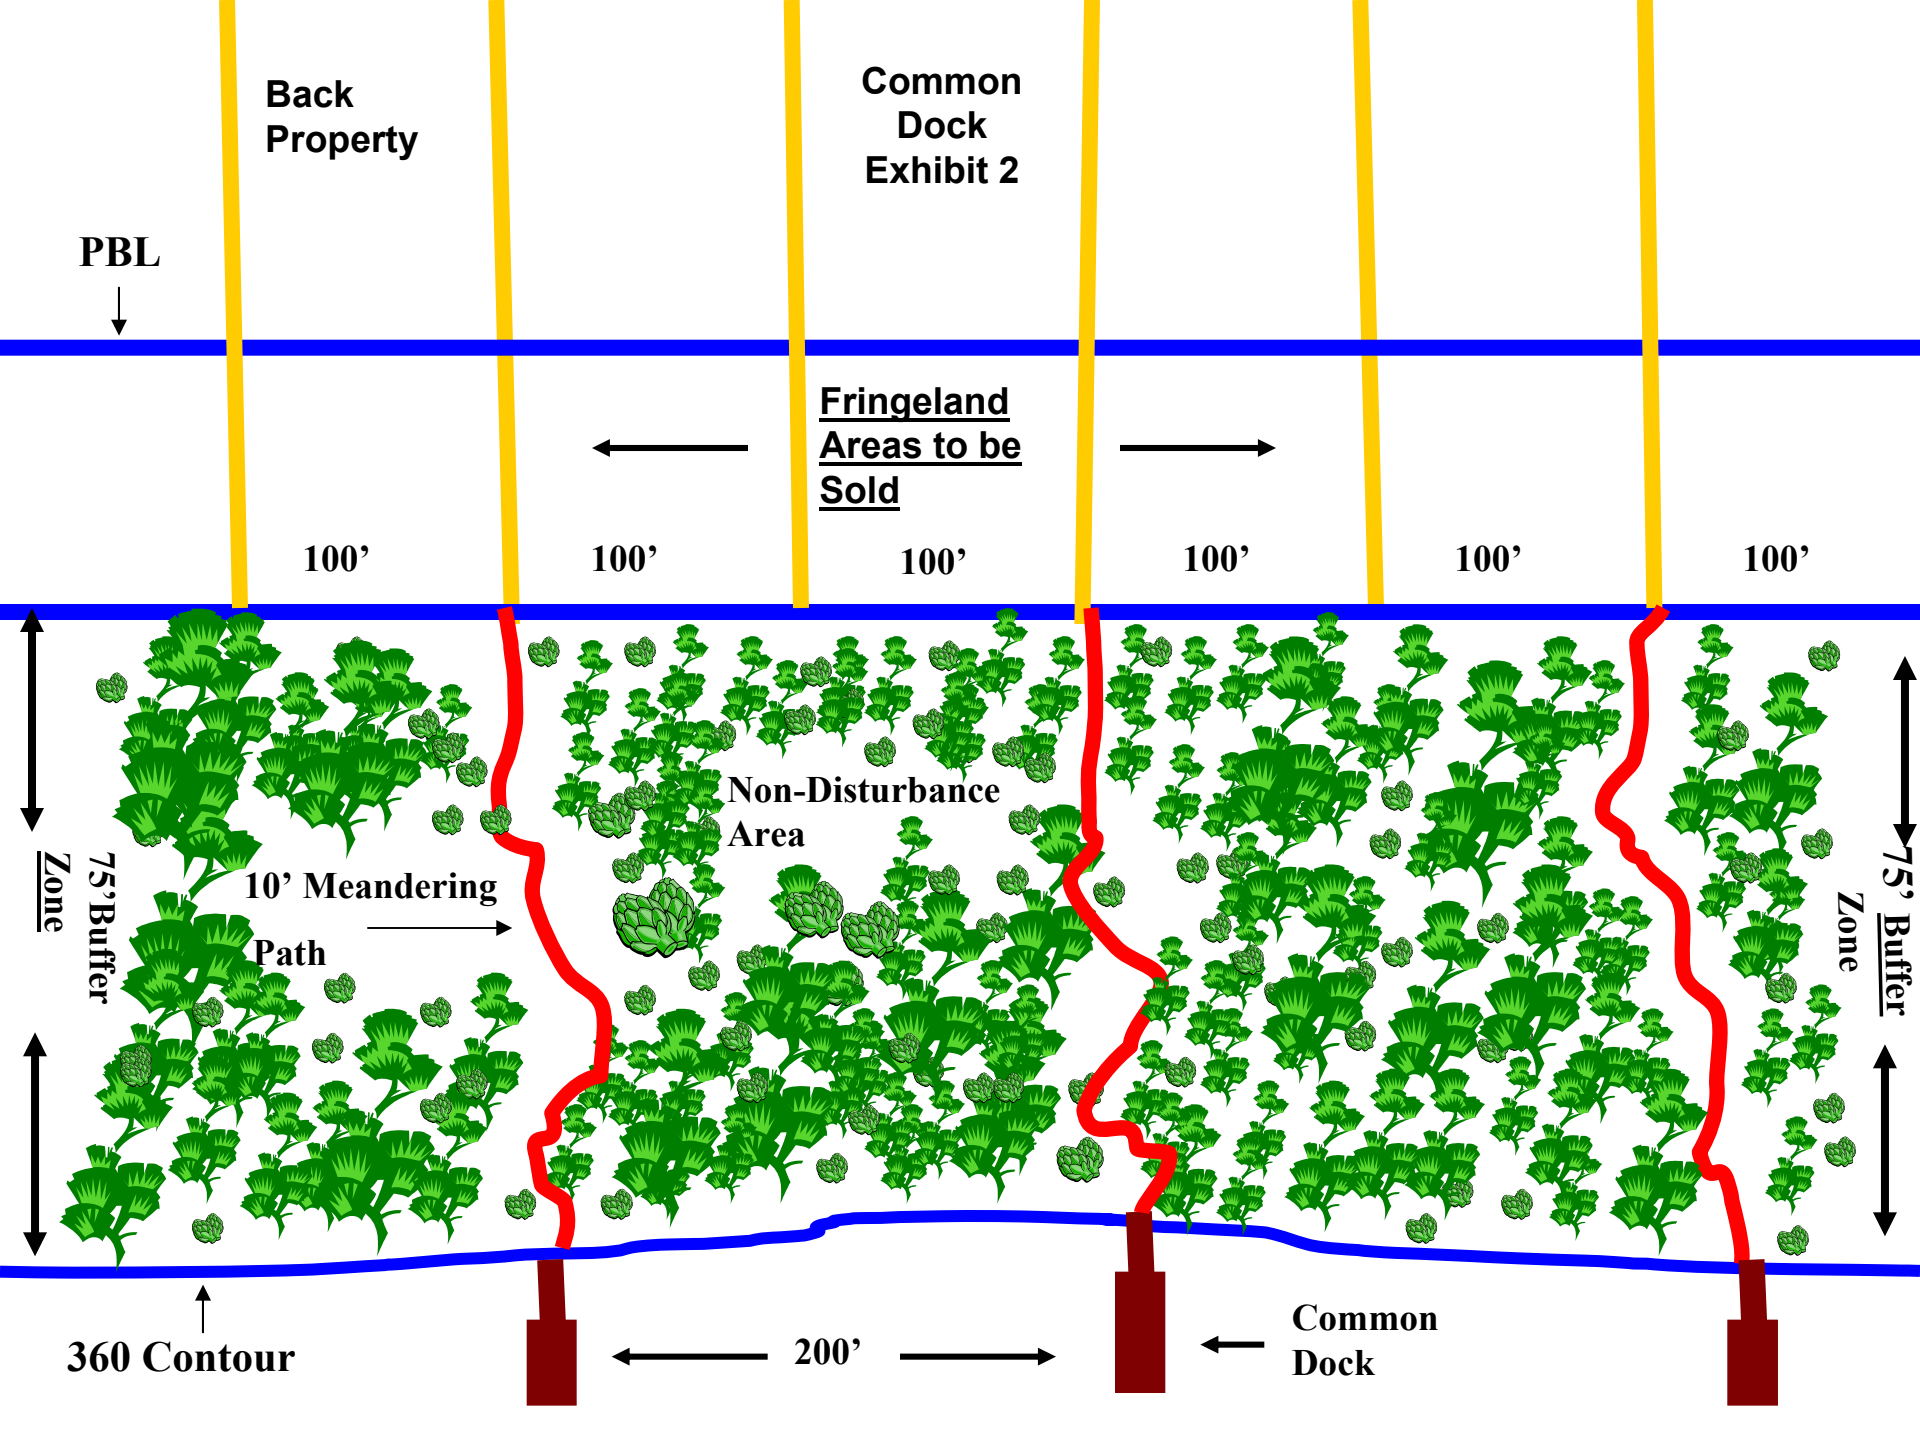 Back
Property
Common
Dock
Exhibit 2
PBL
Fringeland
Areas to be
Sold
100’
100’
100’
100’
100’
100’
Non-Disturbance
Area
75’Buffer
Zone
10’ Meandering
Path
75’ Buffer
Zone
360 Contour
200’
Common
Dock